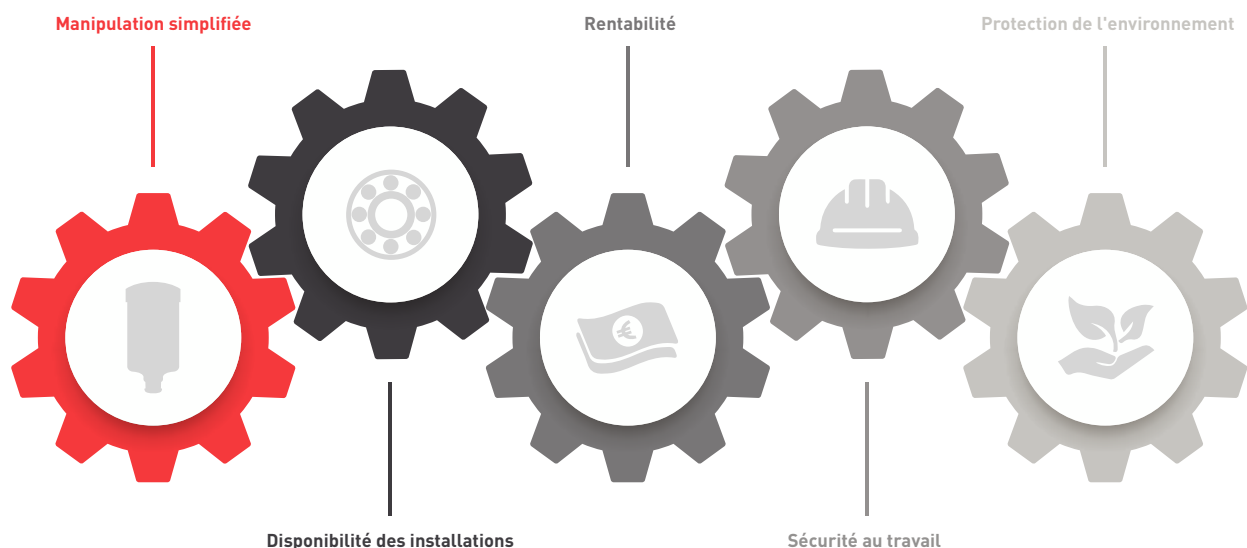 Manipulation simplifiée
Rentabilité
Protection de l'environnement
Disponibilité des installations
Sécurité au travail